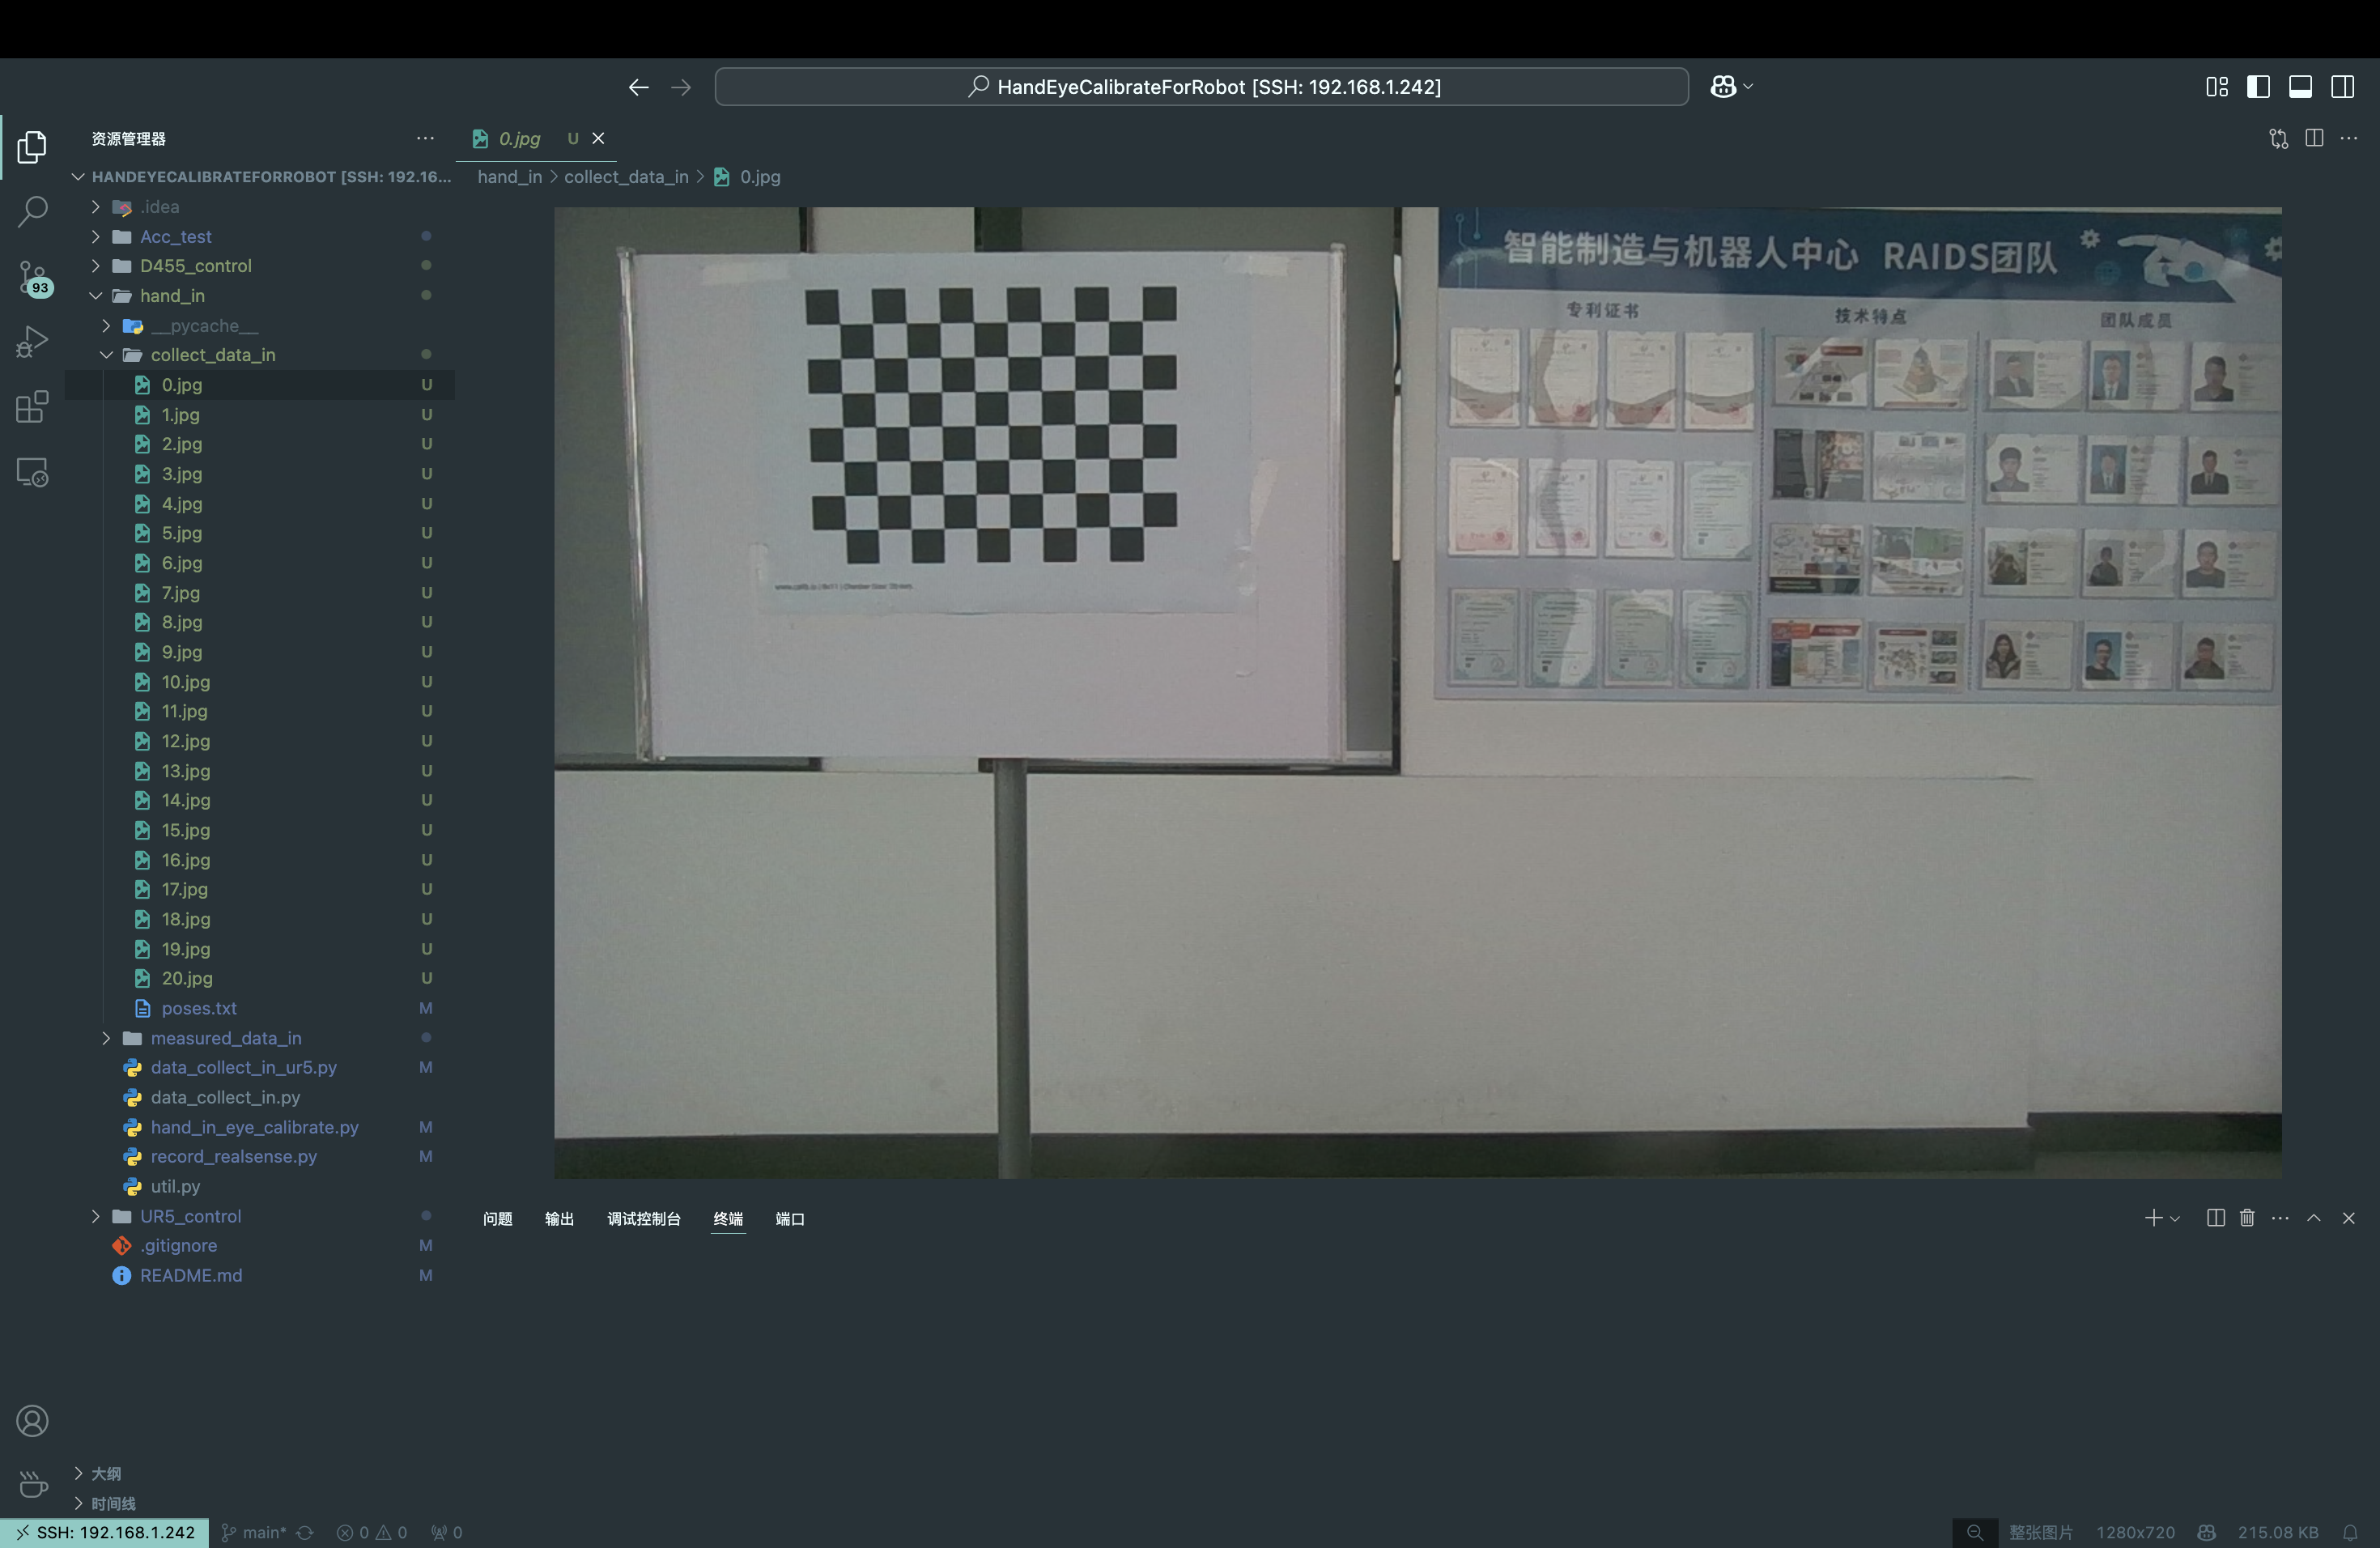 HandEyeCalibrateForRobot [SSH: 192.168.1.242]
资源管理器
0.jpg U
HANDEYECALIBRATEFORROBOT [SSH: 192.16...
hand_in > collect_data_in > 0.jpg
.idea
Acc_test
D455_control
93
hand_in
__pycache__
collect_data_in
0.jpg U
1.jpg U
2.jpg U
3.jpg U
4.jpg U
5.jpg U
6.jpg U
7.jpg U
8.jpg U
9.jpg U
10.jpg U
11.jpg U
12.jpg U
13.jpg U
14.jpg U
15.jpg U
16.jpg U
17.jpg U
18.jpg U
19.jpg U
20.jpg U
poses.txt M
measured_data_in
data_collect_in_ur5.py M
data_collect_in.py
hand_in_eye_calibrate.py M
record_realsense.py M
util.py
UR5_control
.gitignore M
README.md M
智能制造与机器人中心 RAIDS团队
专利证书 技术特点 团队成员
问题 输出 调试控制台 终端 端口
大纲
时间线
SSH: 192.168.1.242 main* 0 0 0 整张图片 1280x720 215.08 KB